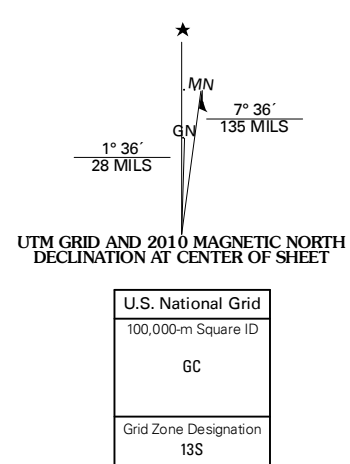 ★
MN
7° 36´
135 MILS
GN
1° 36´
28 MILS
UTM GRID AND 2010 MAGNETIC NORTH
DECLINATION AT CENTER OF SHEET
U.S. National Grid
100,000-m Square ID
GC
Grid Zone Designation
13S